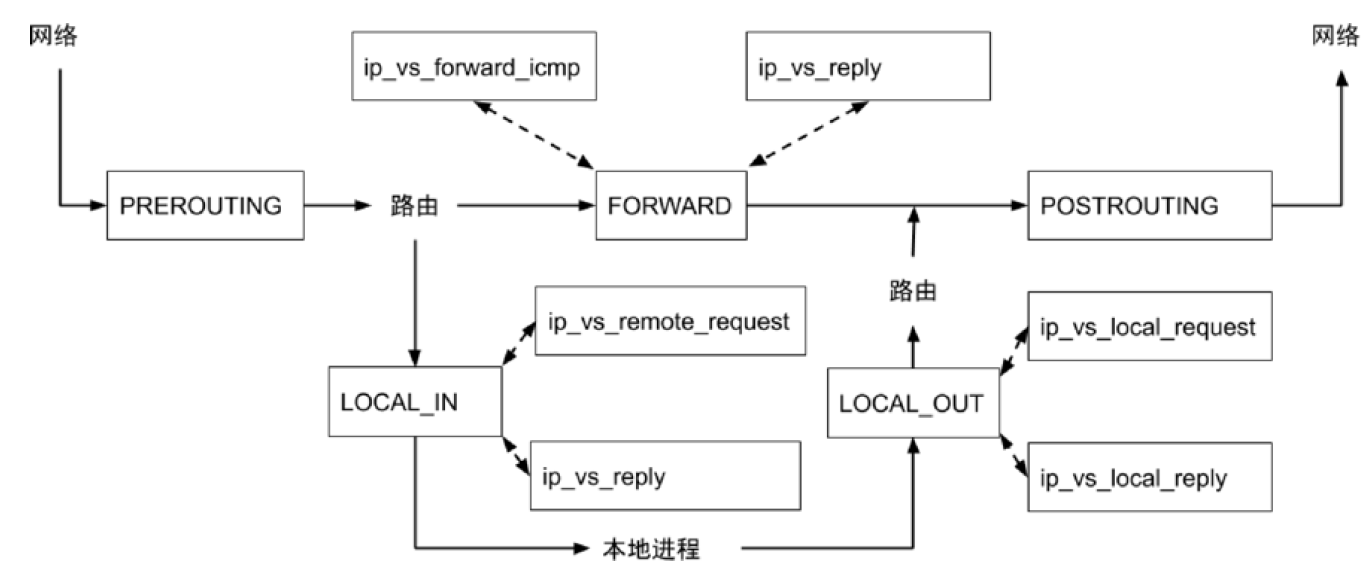 网络
网络
ip_vs_forward_icmp
ip_vs_reply
PREROUTING
路由
FORWARD
POSTROUTING
路由
ip_vs_remote_request
ip_vs_local_request
LOCAL_IN
LOCAL_OUT
ip_vs_reply
ip_vs_local_reply
本地进程